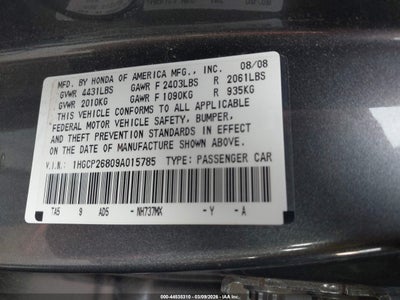 MFD. BY HONDA OF AMERICA MFG., INC. 08/08
GVWR 4431LBS GAWR F 2403LBS R 2061LBS
GVWR 2010KG GAWR F 1090KG R 935KG
THIS VEHICLE CONFORMS TO ALL APPLICABLE
FEDERAL MOTOR VEHICLE SAFETY, BUMPER,
AND THEFT PREVENTION STANDARDS IN EFFECT
ON THE DATE OF MANUFACTURE SHOWN ABOVE.
V.I.N.: 1HGCP26809A015785 TYPE: PASSENGER CAR
TA5 9 AD5 -NH737MX -Y -A
000-44638310 - 03/09/2026 - IAA Inc.